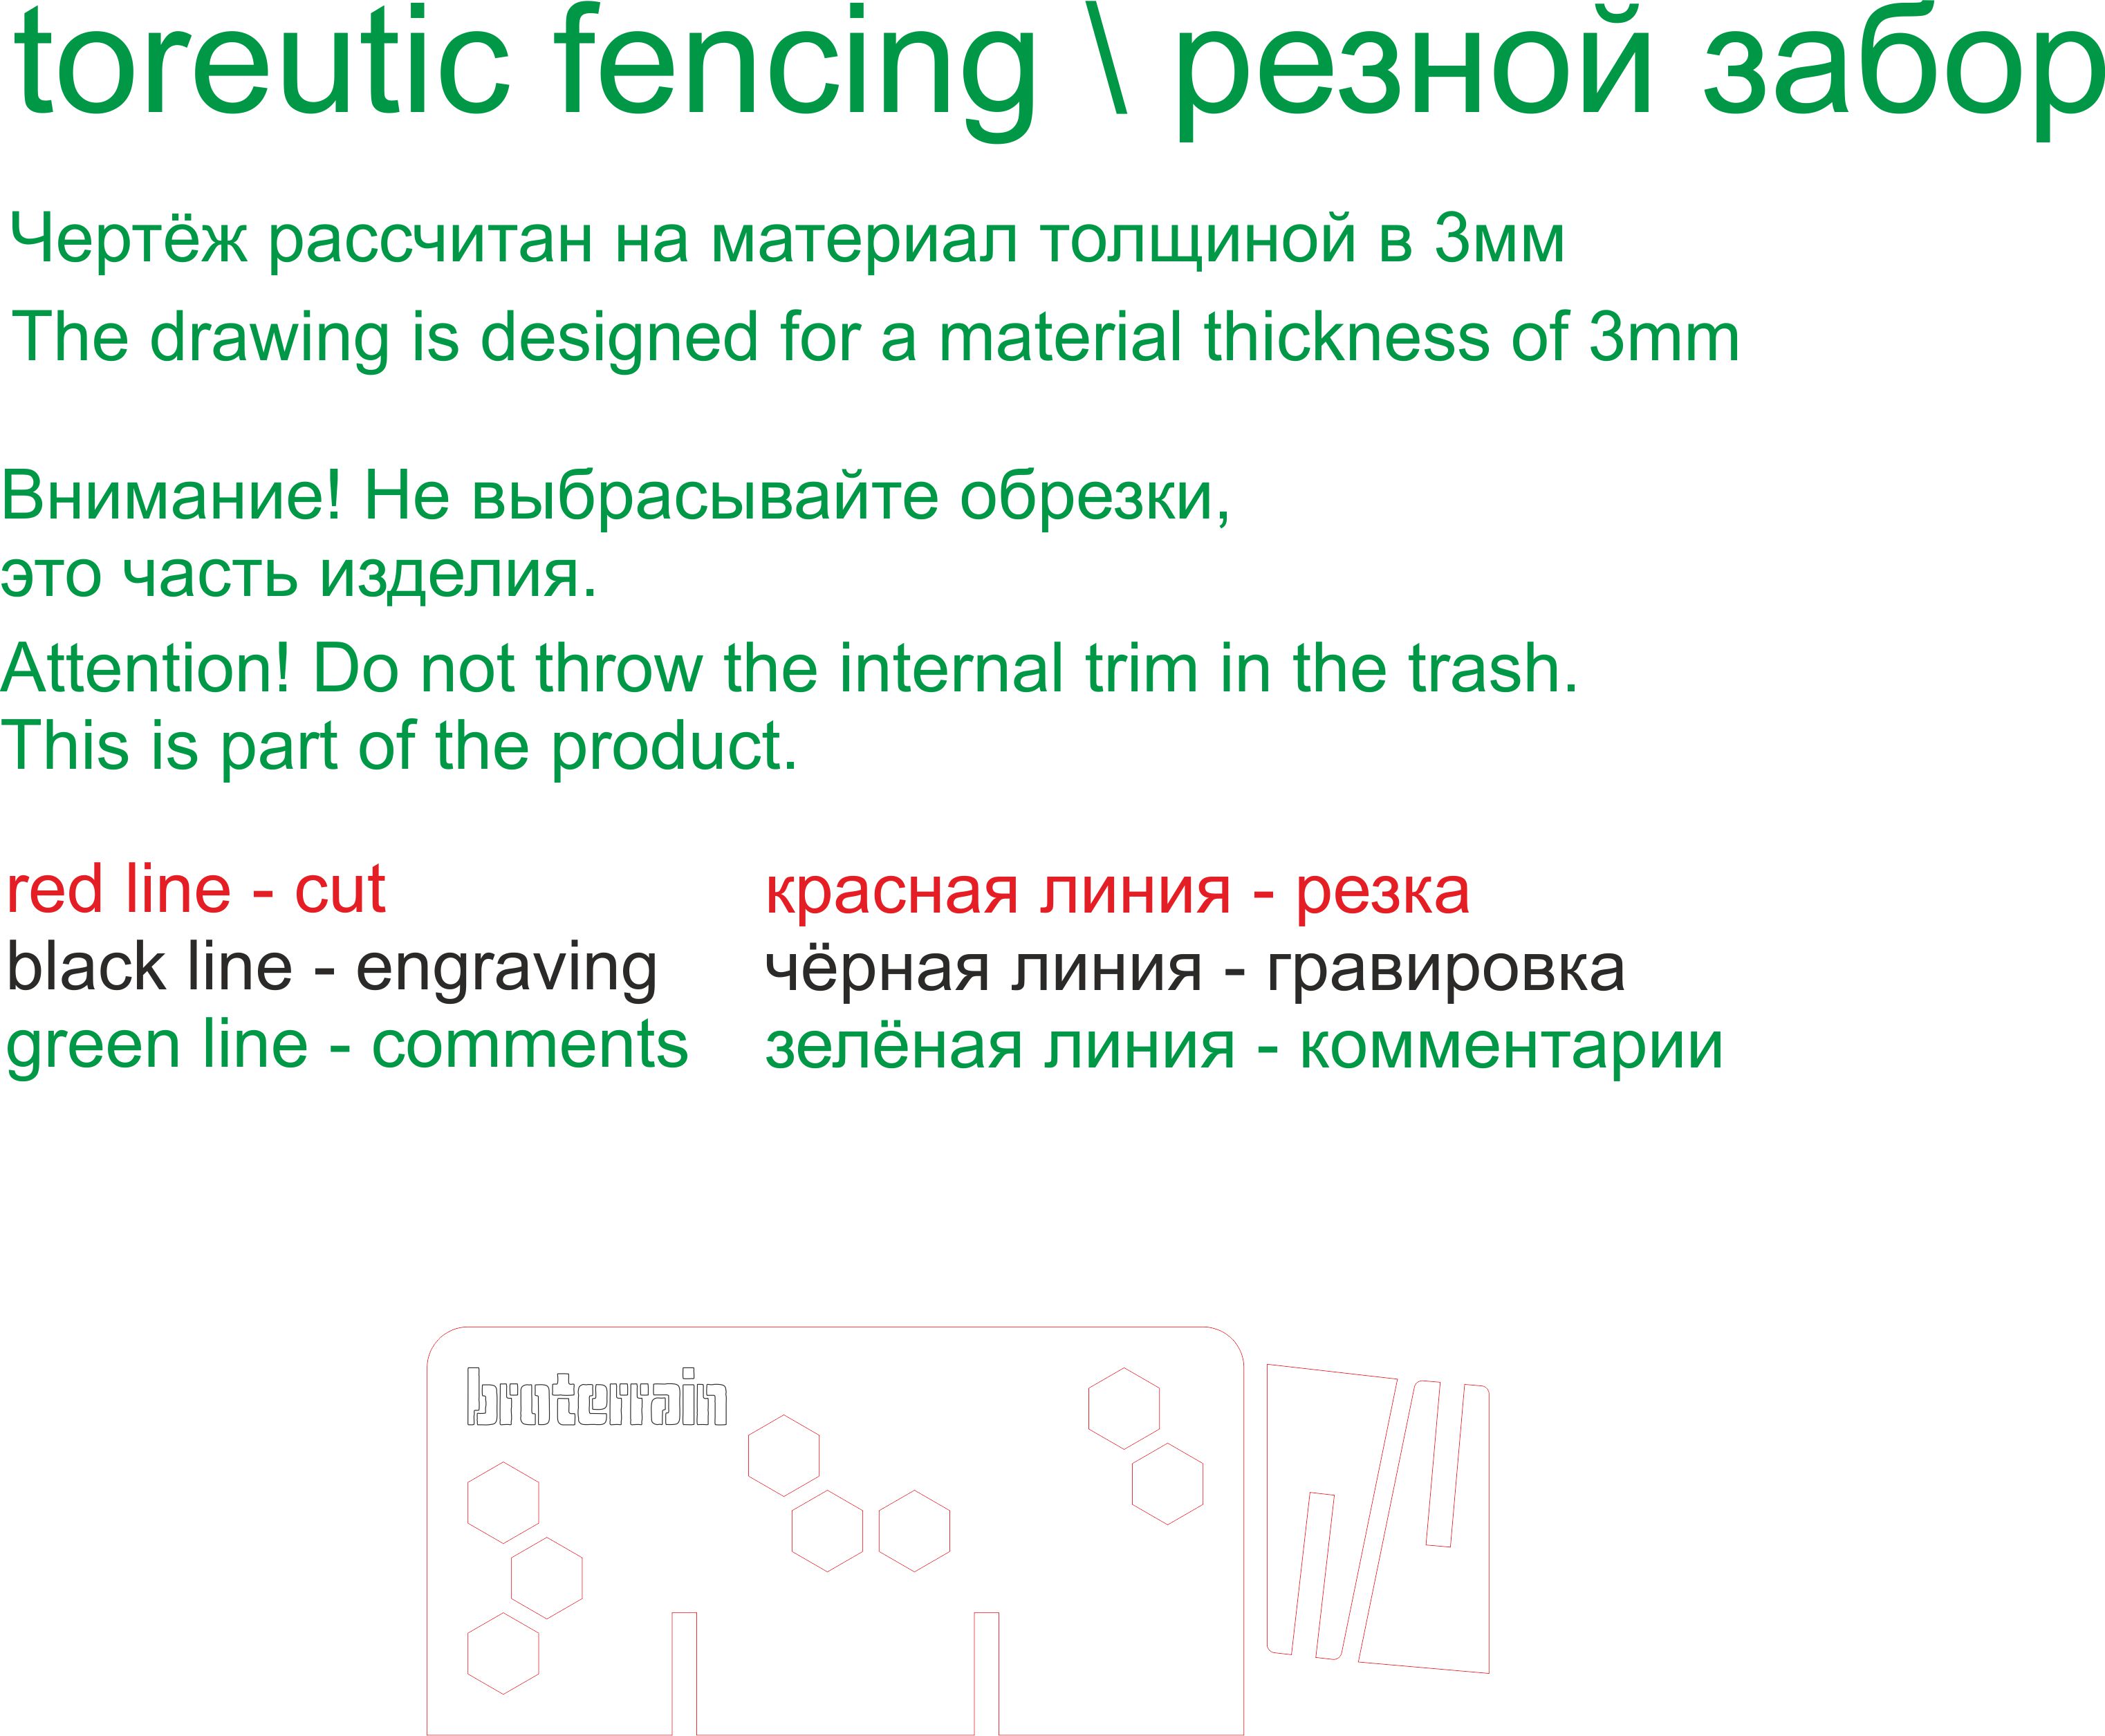 toreutic fencing \ резной забор
Чертёж рассчитан на материал толщиной в 3мм
The drawing is designed for a material thickness of 3mm
Внимание! Не выбрасывайте обрезки,
это часть изделия.
Attention! Do not throw the internal trim in the trash.
This is part of the product.
red line - cut
black line - engraving
green line - comments
красная линия - резка
чёрная линия - гравировка
зелёная линия - комментарии
broterrain